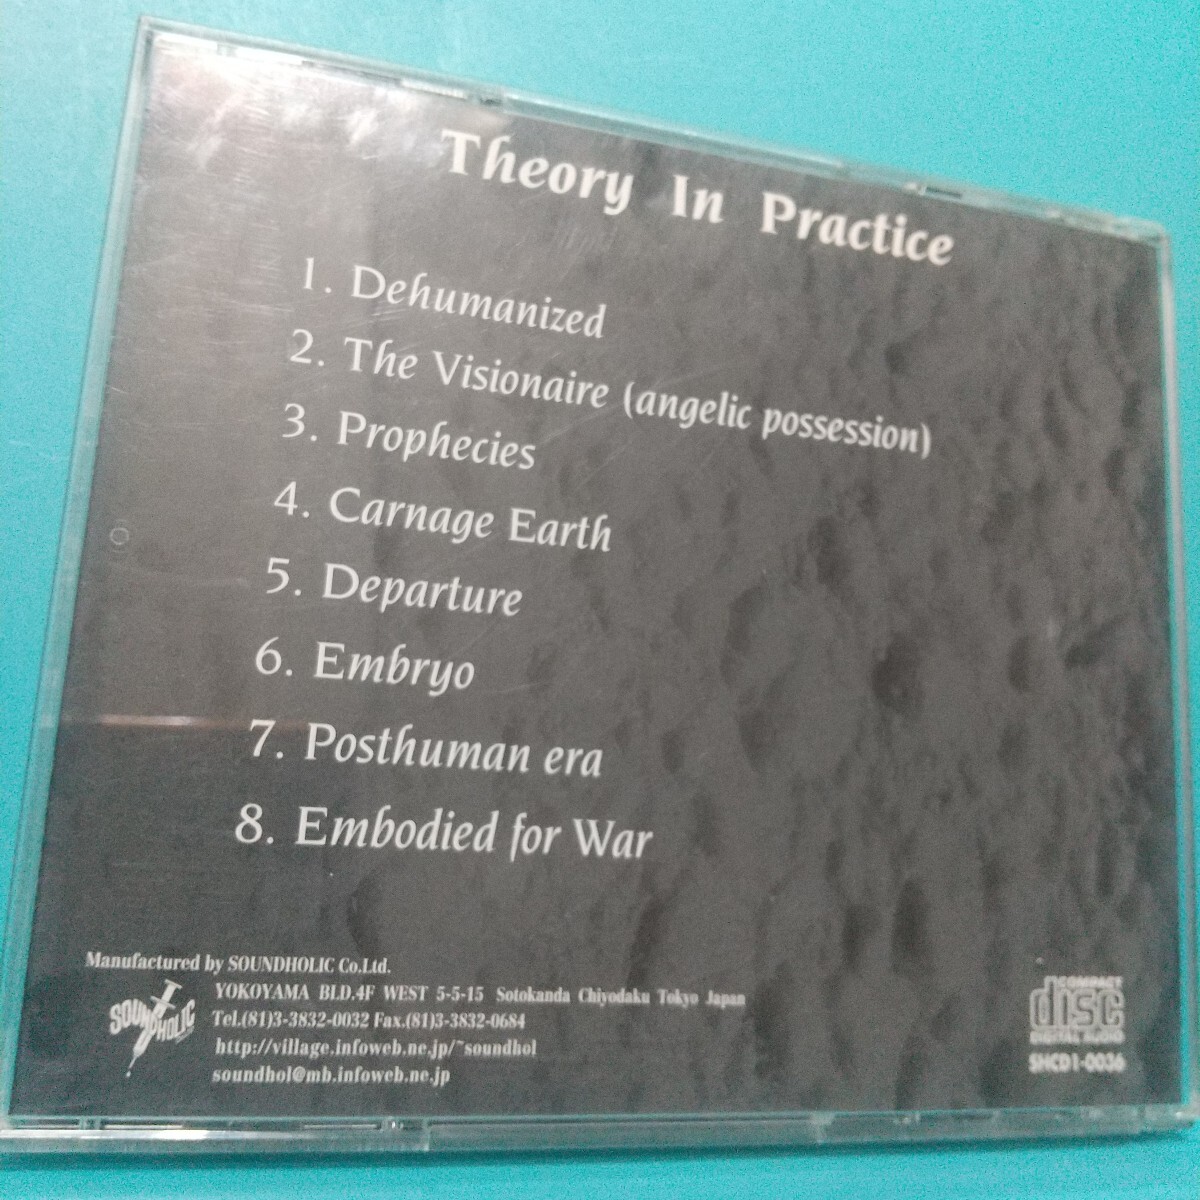 Theory In Practice
1. Dehumanized
2. The Visionaire (angelic possession)
3. Prophecies
4. Carnage Earth
5. Departure
6. Embryo
7. Posthuman era
8. Embodied for War
Manufactured by SOUNDHOLIC Co.Ltd.
YOKOYAMA BLD.4F WEST 5-5-15 Sotokanda Chiyodaku Tokyo Japan
Tel.(81)3-3832-0032 Fax.(81)3-3832-0684
http://village.infoweb.ne.jp/~soundhol
soundhol@mb.infoweb.ne.jp
SOUNDHOLIC
COMPACT
disc
DIGITAL AUDIO
SHCD1-0036